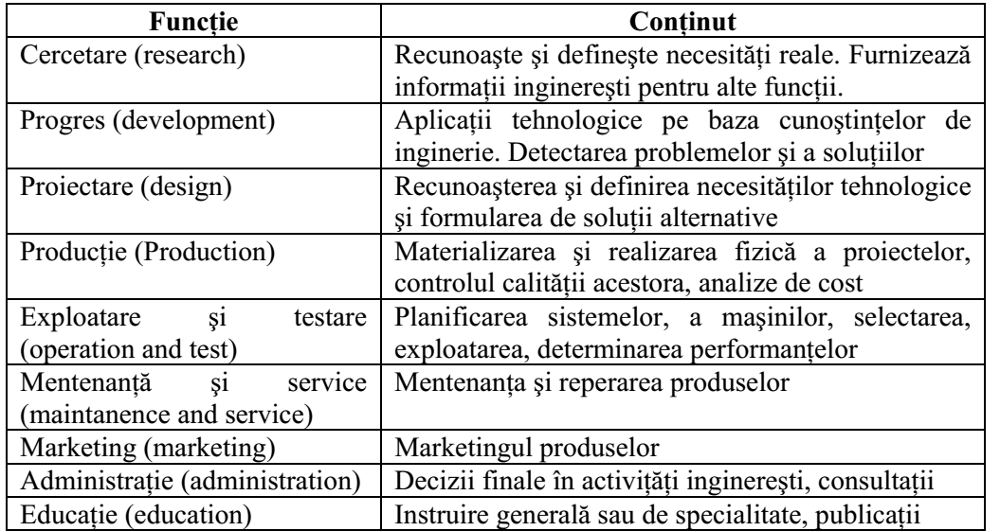 Funcţie Conţinut
Cercetare (research) Recunoaşte şi defineşte necesităţi reale. Furnizează
informaţii inginereşti pentru alte funcţii.
Progres (development) Aplicaţii tehnologice pe baza cunoştinţelor de
inginerie. Detectarea problemelor şi a soluţiilor
Proiectare (design) Recunoaşterea şi definirea necesităţilor tehnologice
şi formularea de soluţii alternative
Producţie (Production) Materializarea şi realizarea fizică a proiectelor,
controlul calităţii acestora, analize de cost
Exploatare şi testare Planificarea sistemelor, a maşinilor, selectarea,
(operation and test) exploatarea, determinarea performanţelor
Mentenanţă şi service Mentenanţa şi reperarea produselor
(maintanence and service)
Marketing (marketing) Marketingul produselor
Administraţie (administration) Decizii finale în activiţăţi inginereşti, consultaţii
Educaţie (education) Instruire generală sau de specialitate, publicaţii